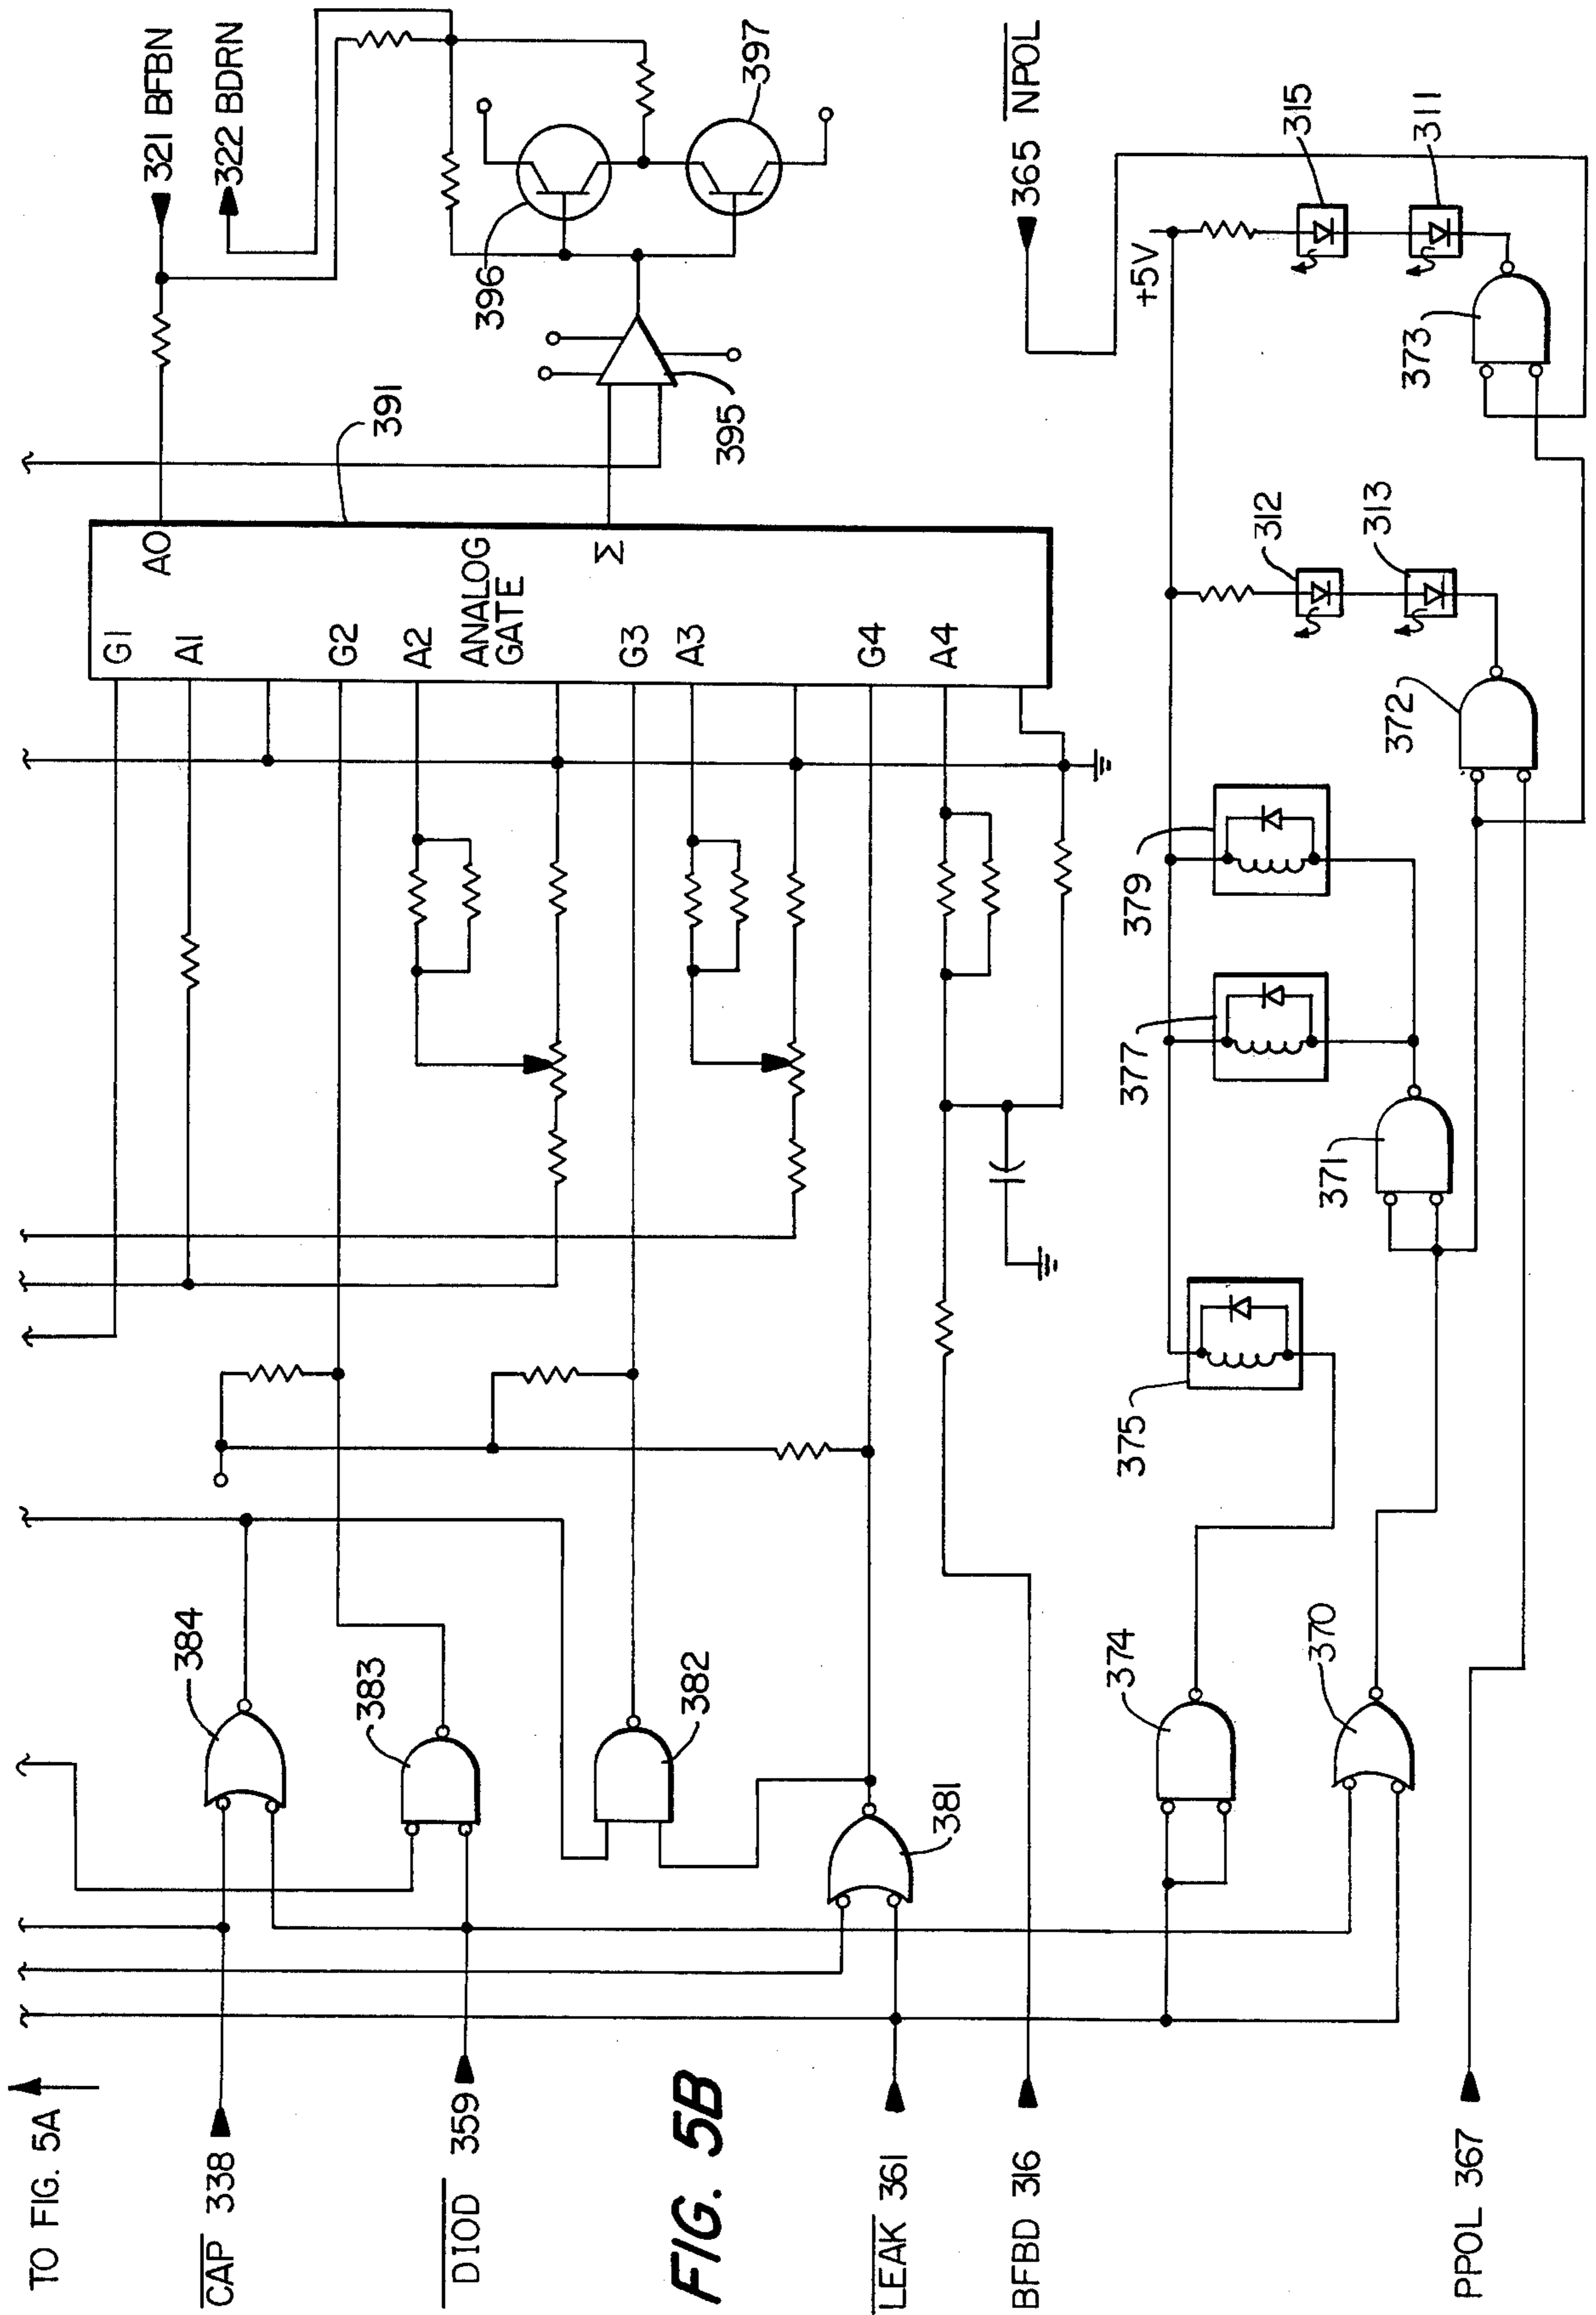 TO FIG. 5A
CAP 338
384
G1
A0
321 BFBN
A1
322 BDRN
DIOD 359
383
G2
391
A2
396
ANALOG
GATE
397
FIG. 5B
382
G3
Σ
A3
395
LEAK 361
381
G4
A4
BFBD 316
365 NPOL
374
375
377
379
+5V
312
315
370
371
372
313
373
311
PPOL 367